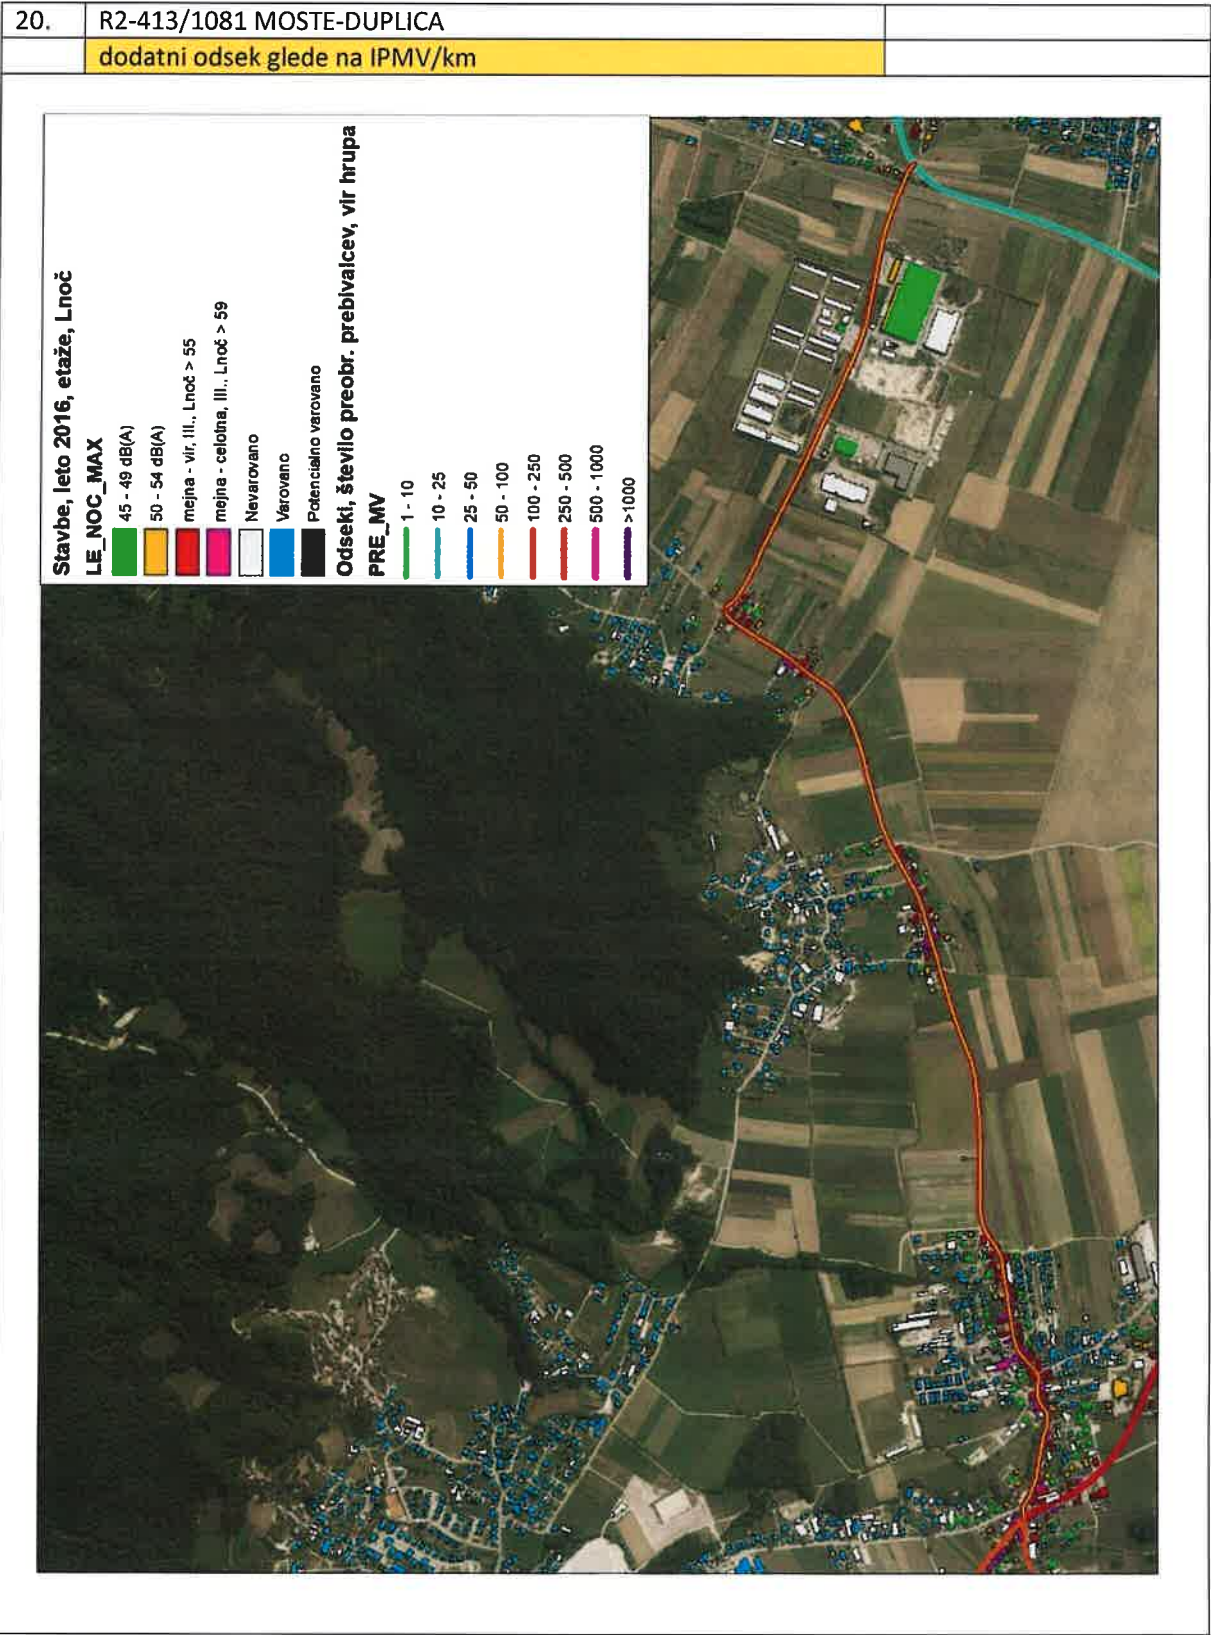 20. R2-413/1081 MOSTE-DUPLICA
dodatni odsek glede na IPMV/km
Stavbe, leto 2016, etaže, Lnoč
LE_NOC_MAX
45 - 49 dB(A)
50 - 54 dB(A)
mejna - vir, III., Lnoč > 55
mejna - celotna, III., Lnoč > 59
Nevarovano
Varovano
Potencialno varovano
Odseki, število preobr. prebivalcev, vir hrupa
PRE_MV
1 - 10
10 - 25
25 - 50
50 - 100
100 - 250
250 - 500
500 - 1000
>1000